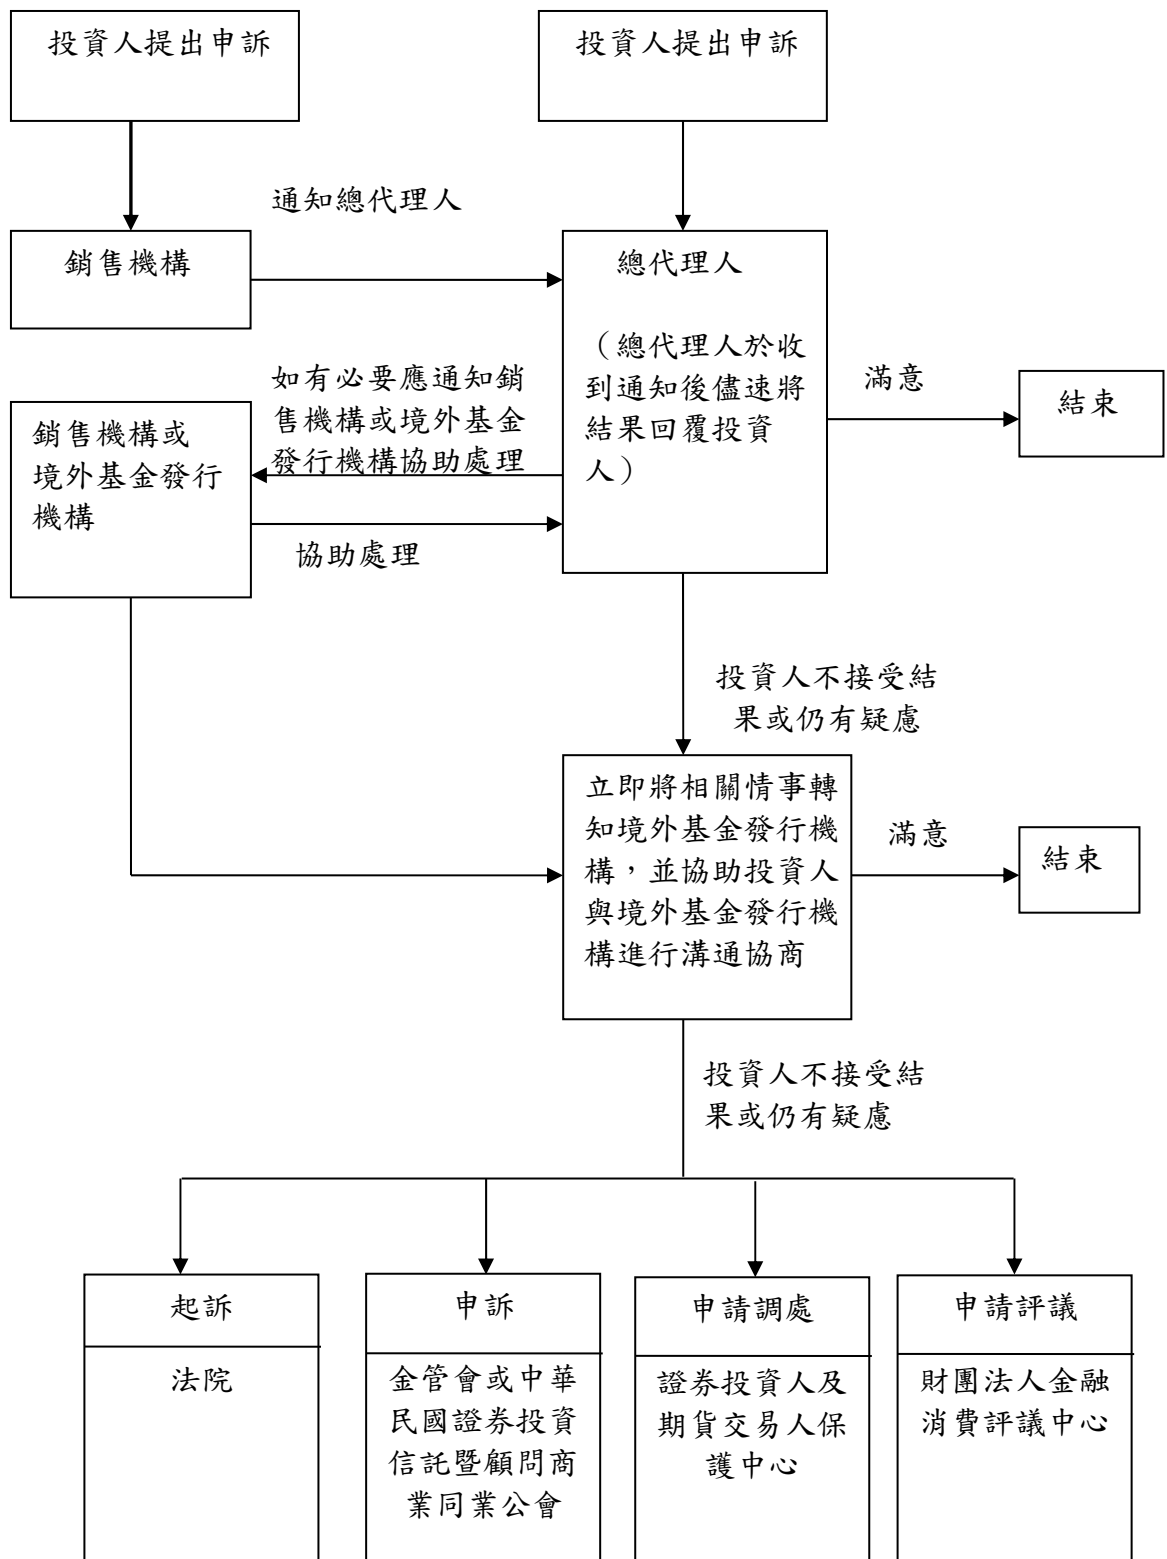 投資人提出申訴
投資人提出申訴
通知總代理人
銷售機構
總代理人
（總代理人於收
到通知後儘速將
結果回覆投資
人）
滿意
結束
如有必要應通知銷
售機構或境外基金
發行機構協助處理
銷售機構或
境外基金發行
機構
協助處理
投資人不接受結
果或仍有疑慮
立即將相關情事轉
知境外基金發行機
構，並協助投資人
與境外基金發行機
構進行溝通協商
滿意
結束
投資人不接受結
果或仍有疑慮
起訴
法院
申訴
金管會或中華
民國證券投資
信託暨顧問商
業同業公會
申請調處
證券投資人及
期貨交易人保
護中心
申請評議
財團法人金融
消費評議中心